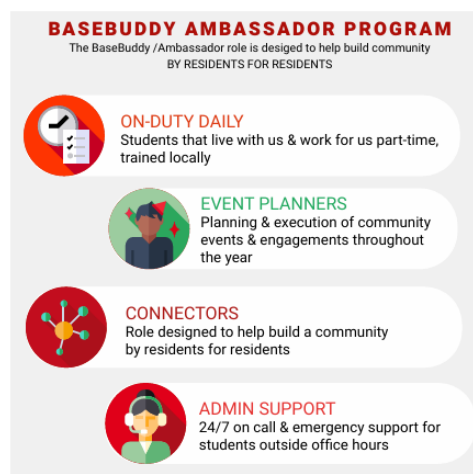 BASEBUDDY AMBASSADOR PROGRAM
The BaseBuddy /Ambassador role is desiged to help build community
BY RESIDENTS FOR RESIDENTS
ON-DUTY DAILY
Students that live with us & work for us part-time,
trained locally
EVENT PLANNERS
Planning & execution of community
events & engagements throughout
the year
CONNECTORS
Role designed to help build a community
by residents for residents
ADMIN SUPPORT
24/7 on call & emergency support for
students outside office hours